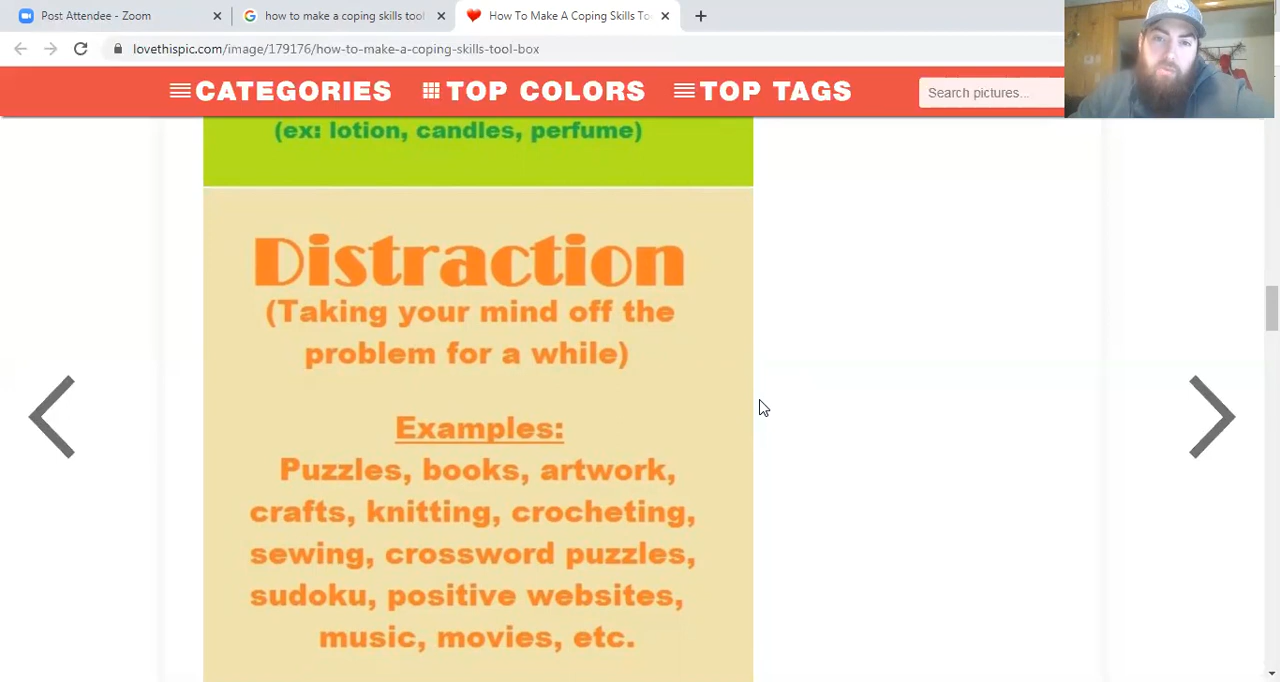 Post Attendee - Zoom
how to make a coping skills tool
How To Make A Coping Skills To
lovethispic.com/image/179176/how-to-make-a-coping-skills-tool-box
CATEGORIES
TOP COLORS
TOP TAGS
Search pictures...
(ex: lotion, candles, perfume)
Distraction
(Taking your mind off the
problem for a while)
Examples:
Puzzles, books, artwork,
crafts, knitting, crocheting,
sewing, crossword puzzles,
sudoku, positive websites,
music, movies, etc.